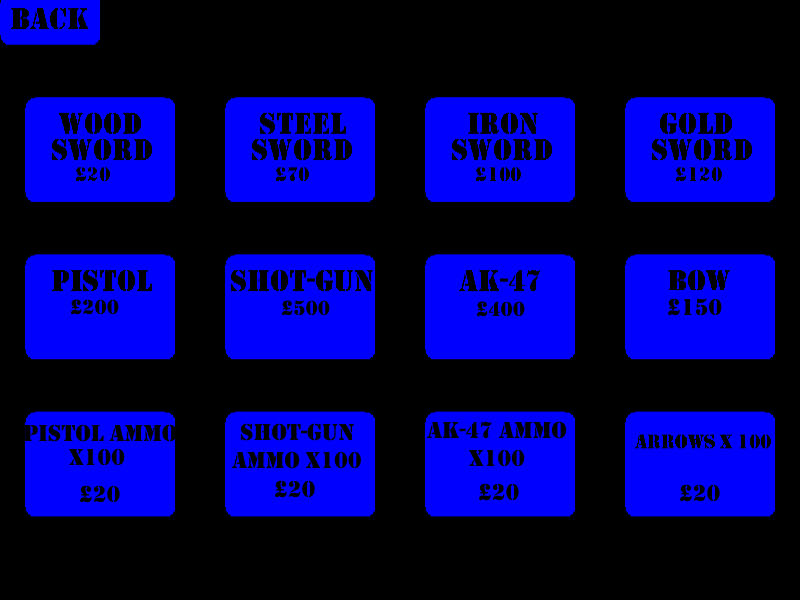 BACK
WOOD
SWORD
£20
STEEL
SWORD
£70
IRON
SWORD
£100
GOLD
SWORD
£120
PISTOL
£200
SHOT-GUN
£500
AK-47
£400
BOW
£150
PISTOL AMMO
X100
£20
SHOT-GUN
AMMO X100
£20
AK-47 AMMO
X100
£20
ARROWS X 100
£20